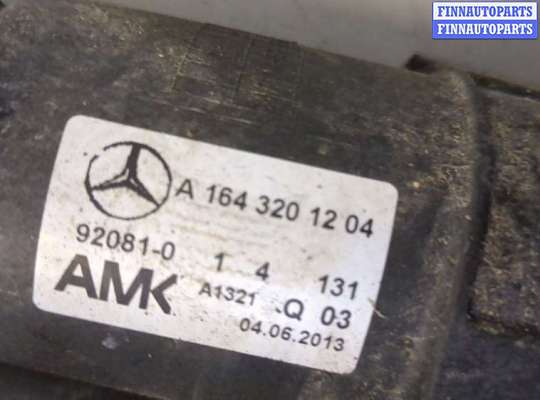 FINNAUTOPARTS
FINNAUTOPARTS
A 164 320 12 04
92081-0 1 4 131
AMK A1321 .Q 03
04.06.2013